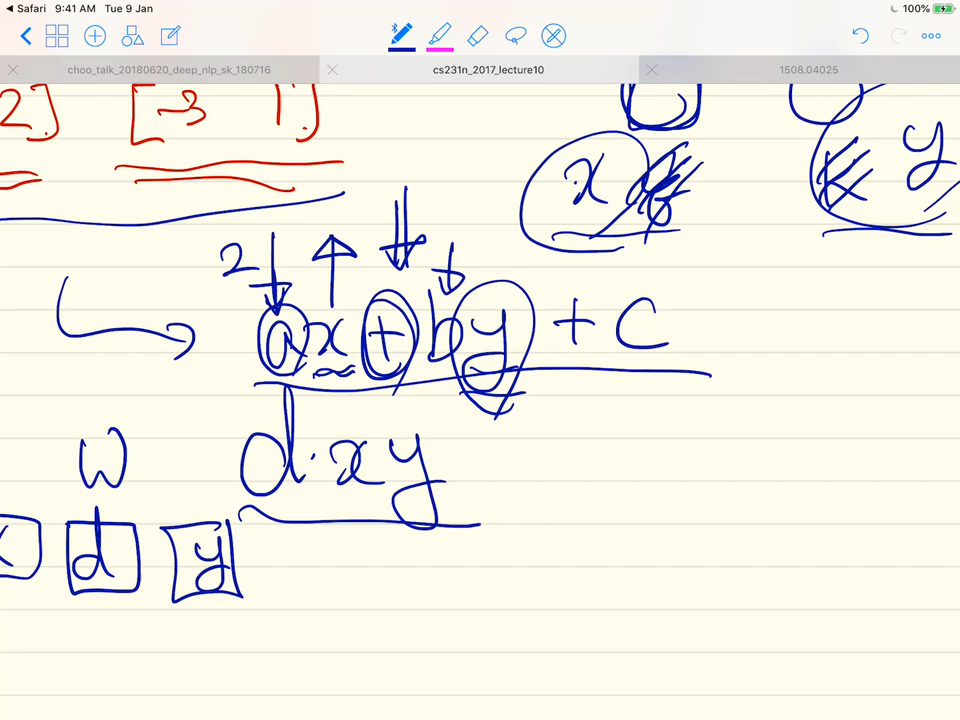 Safari 9:41 AM Tue 9 Jan 100%
choo_talk_20180620_deep_nlp_sk_180716 cs231n_2017_lecture10 1508.04025
2] [-3 1]
x y
2
ax + by + c
w d·xy
d y